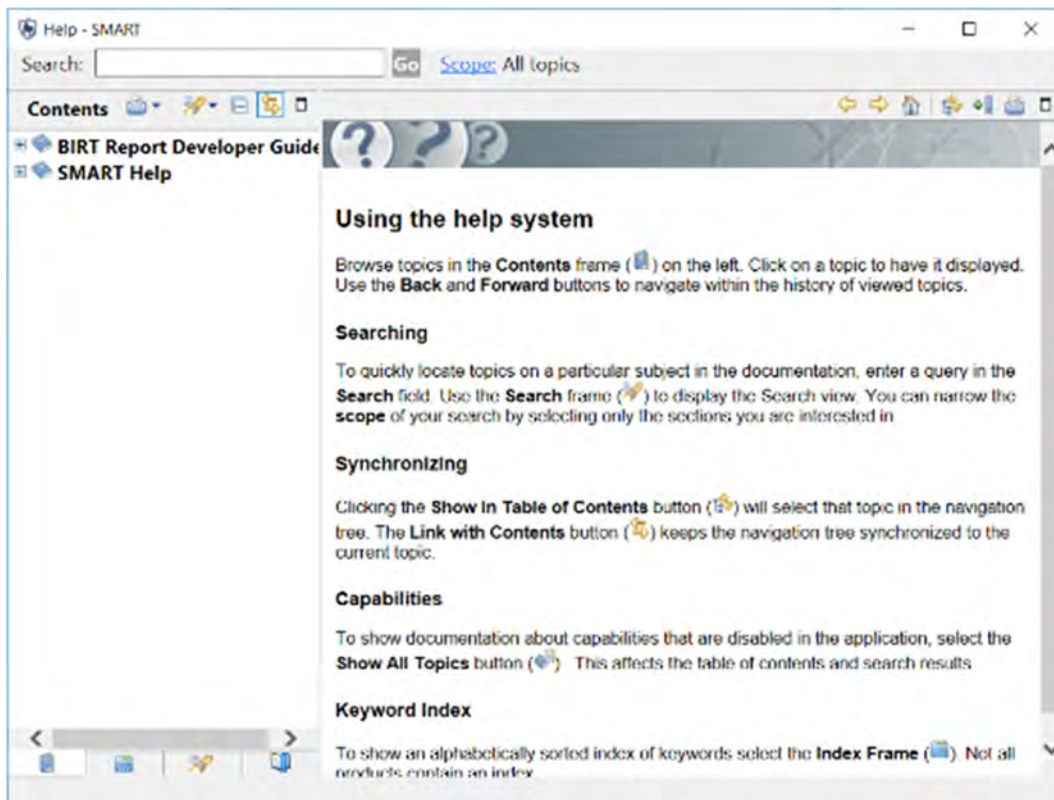 Help - SMART
Search:
Go
Scope: All topics
Contents
BIRT Report Developer Guide
SMART Help
Using the help system
Browse topics in the Contents frame ( ) on the left. Click on a topic to have it displayed.
Use the Back and Forward buttons to navigate within the history of viewed topics.
Searching
To quickly locate topics on a particular subject in the documentation, enter a query in the
Search field. Use the Search frame ( ) to display the Search view. You can narrow the
scope of your search by selecting only the sections you are interested in
Synchronizing
Clicking the Show in Table of Contents button ( ) will select that topic in the navigation
tree. The Link with Contents button ( ) keeps the navigation tree synchronized to the
current topic.
Capabilities
To show documentation about capabilities that are disabled in the application, select the
Show All Topics button ( ) This affects the table of contents and search results
Keyword Index
To show an alphabetically sorted index of keywords select the Index Frame ( ) Not all
products contain an index